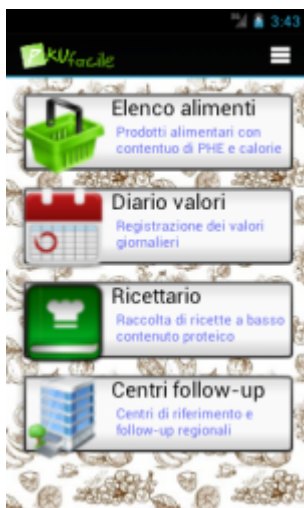 3:43
PKUfacile
Elenco alimenti
Prodotti alimentari con
contentuo di PHE e calorie
Diario valori
Registrazione dei valori
giornalieri
Ricettario
Raccolta di ricette a basso
contenuto proteico
Centri follow-up
Centri di riferimento e
follow-up regionali